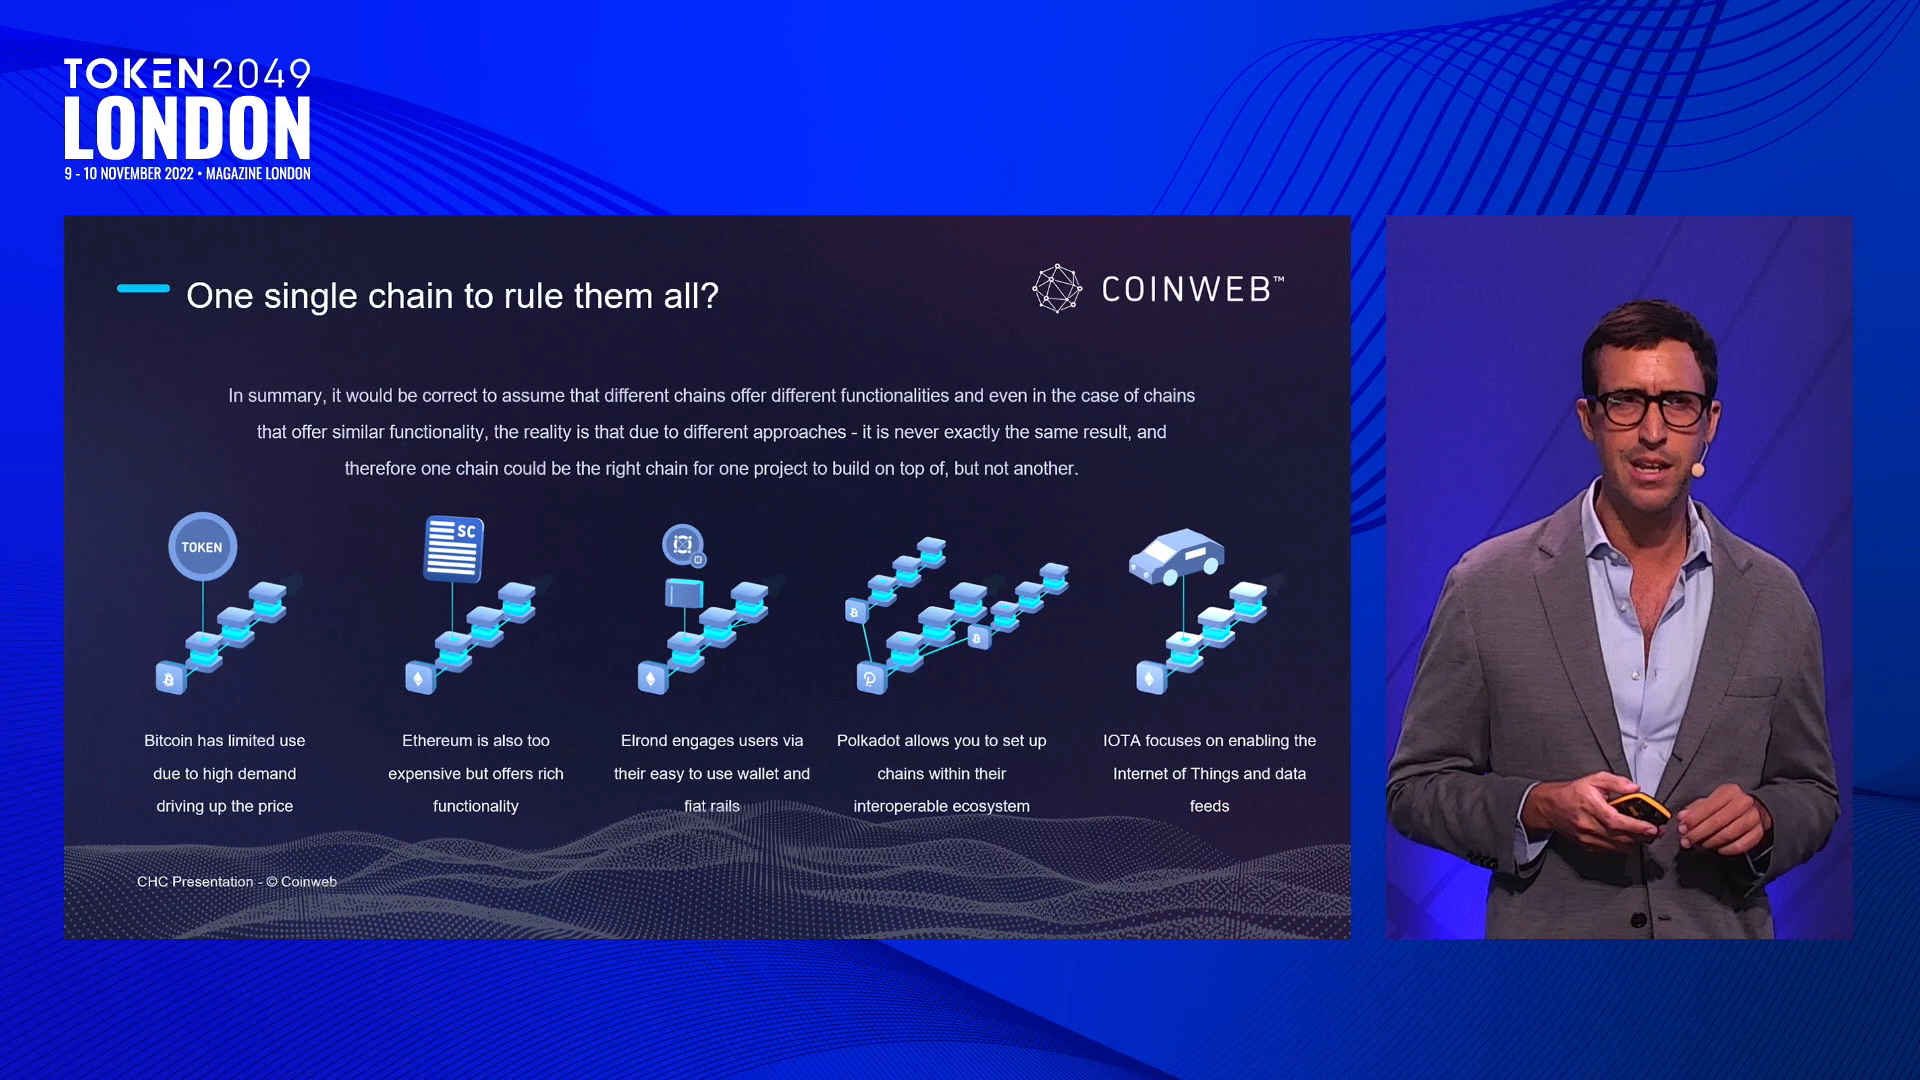 TOKEN2049
LONDON
9 - 10 NOVEMBER 2022 • MAGAZINE LONDON
One single chain to rule them all?
COINWEB™
In summary, it would be correct to assume that different chains offer different functionalities and even in the case of chains
that offer similar functionality, the reality is that due to different approaches - it is never exactly the same result, and
therefore one chain could be the right chain for one project to build on top of, but not another.
TOKEN
SC
Bitcoin has limited use
due to high demand
driving up the price
Ethereum is also too
expensive but offers rich
functionality
Elrond engages users via
their easy to use wallet and
fiat rails
Polkadot allows you to set up
chains within their
interoperable ecosystem
IOTA focuses on enabling the
Internet of Things and data
feeds
CHC Presentation - © Coinweb